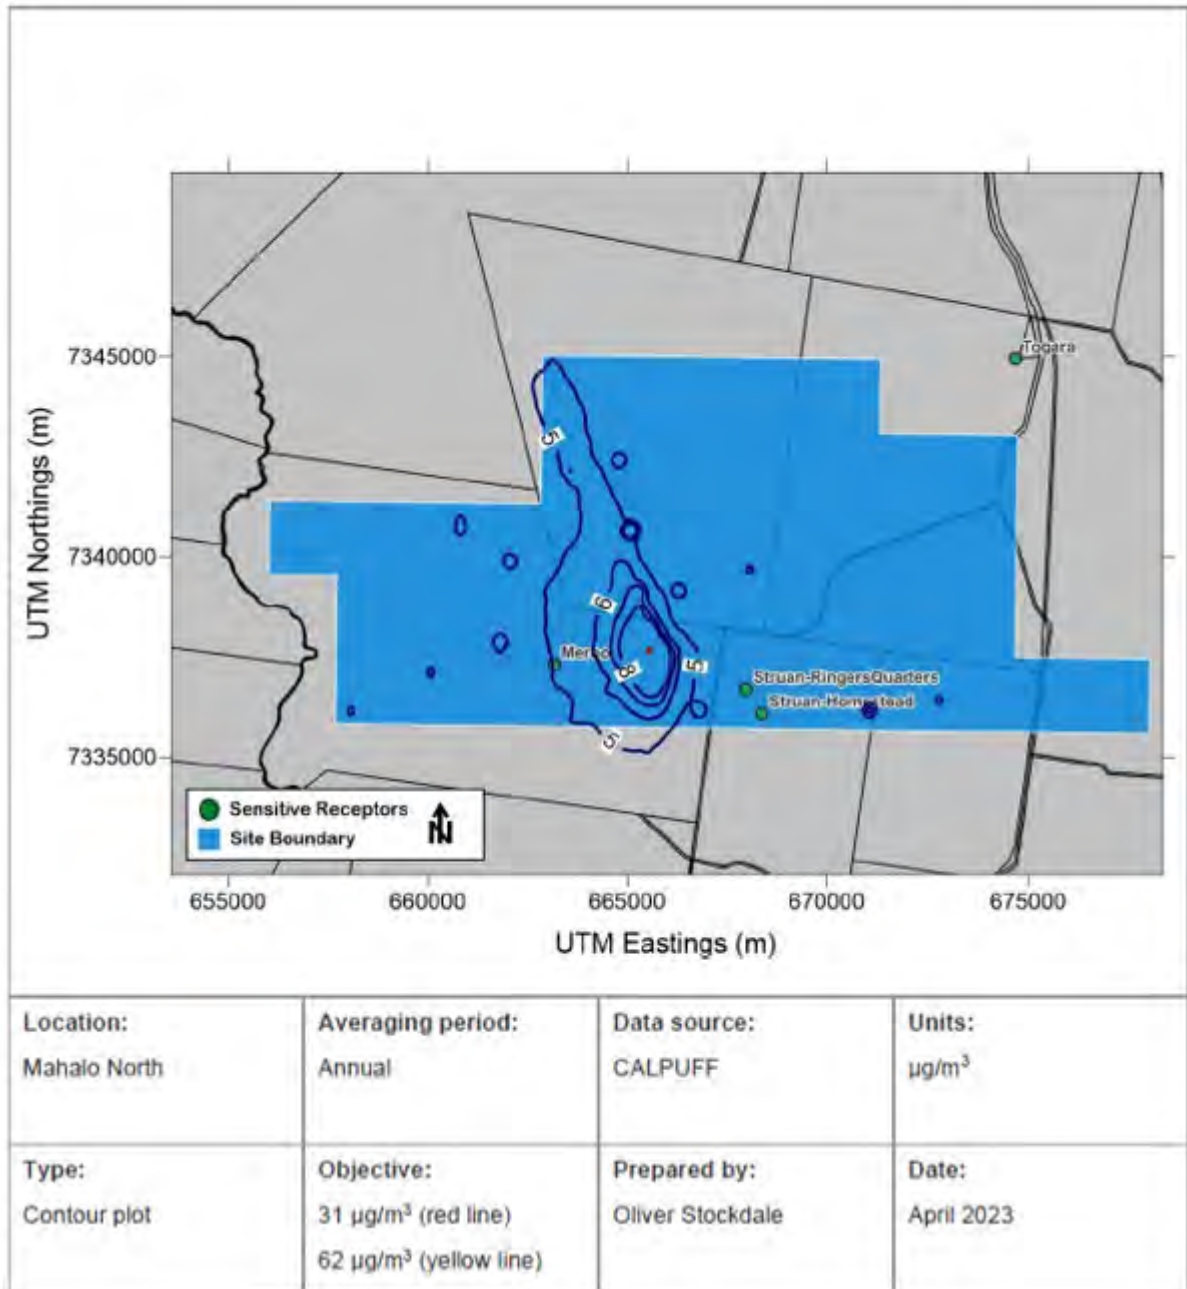 Togara
7345000
5
UTM Northings (m)
7340000
6
5
8
Struan-RingersQuarters
Struan-Homestead
5
7335000
Sensitive Receptors
N
Site Boundary
655000 660000 665000 670000 675000
UTM Eastings (m)
Location: Averaging period: Data source: Units:
Mahalo North Annual CALPUFF µg/m³
Type: Objective: Prepared by: Date:
Contour plot 31 µg/m³ (red line) Oliver Stockdale April 2023
62 µg/m³ (yellow line)